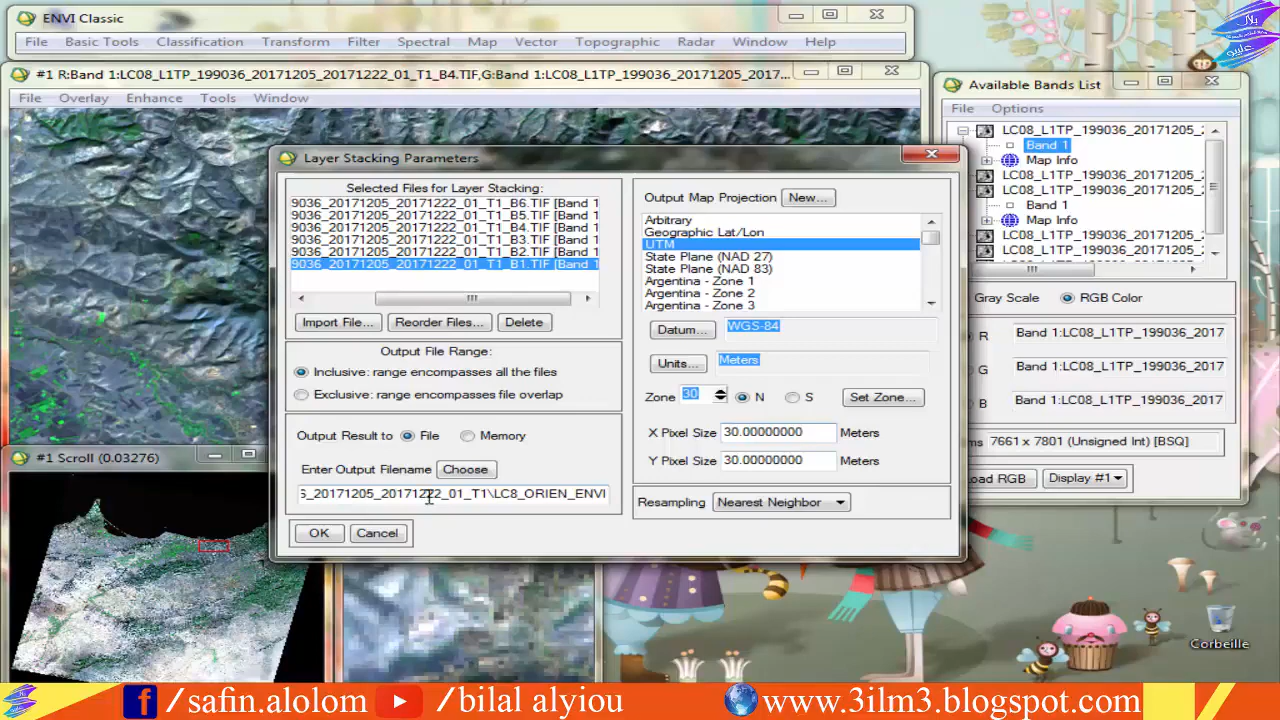 ENVI Classic
File Basic Tools Classification Transform Filter Spectral Map Vector Topographic Radar Window Help
#1 R:Band 1:LC08_L1TP_199036_20171205_20171222_01_T1_B4.TIF,G:Band 1:LC08_L1TP_199036_20171205_2017...
File Overlay Enhance Tools Window
Available Bands List
File Options
LC08_L1TP_199036_20171205_2
Band 1
Map Info
LC08_L1TP_199036_20171205_
LC08_L1TP_199036_20171205_
Band 1
Map Info
LC08_L1TP_199036_20171205_
LC08_L1TP_199036_20171205_
Gray Scale RGB Color
R Band 1:LC08_L1TP_199036_2017
G Band 1:LC08_L1TP_199036_2017
B Band 1:LC08_L1TP_199036_2017
ms 7661 x 7801 (Unsigned Int) [BSQ]
Load RGB Display #1
Layer Stacking Parameters
Selected Files for Layer Stacking:
9036_20171205_20171222_01_T1_B6.TIF [Band 1
9036_20171205_20171222_01_T1_B5.TIF [Band 1
9036_20171205_20171222_01_T1_B4.TIF [Band 1
9036_20171205_20171222_01_T1_B3.TIF [Band 1
9036_20171205_20171222_01_T1_B2.TIF [Band 1
9036_20171205_20171222_01_T1_B1.TIF [Band 1
Import File... Reorder Files... Delete
Output File Range:
Inclusive: range encompasses all the files
Exclusive: range encompasses file overlap
Output Result to File Memory
Enter Output Filename Choose
S_20171205_20171222_01_T1\LC8_ORIEN_ENVI
OK Cancel
Output Map Projection New...
Arbitrary
Geographic Lat/Lon
UTM
State Plane (NAD 27)
State Plane (NAD 83)
Argentina - Zone 1
Argentina - Zone 2
Argentina - Zone 3
Datum... WGS-84
Units... Meters
Zone 30 N S Set Zone...
X Pixel Size 30.00000000 Meters
Y Pixel Size 30.00000000 Meters
Resampling Nearest Neighbor
#1 Scroll (0.03276)
Corbeille
/safin.alolom /bilal alyiou www.3ilm3.blogspot.com